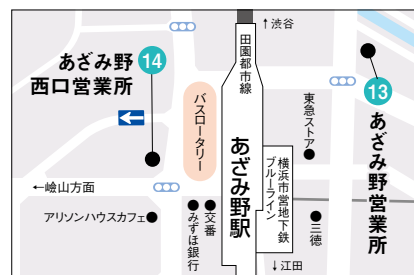 ↑渋谷
田園都市線
14
あざみ野
西口営業所
13
あざみ野営業所
バスロータリー
あざみ野駅
東急ストア
横浜市営地下鉄
ブルーライン
←嶮山方面
アリソンハウスカフェ
交番
みずほ銀行
三徳
↓江田